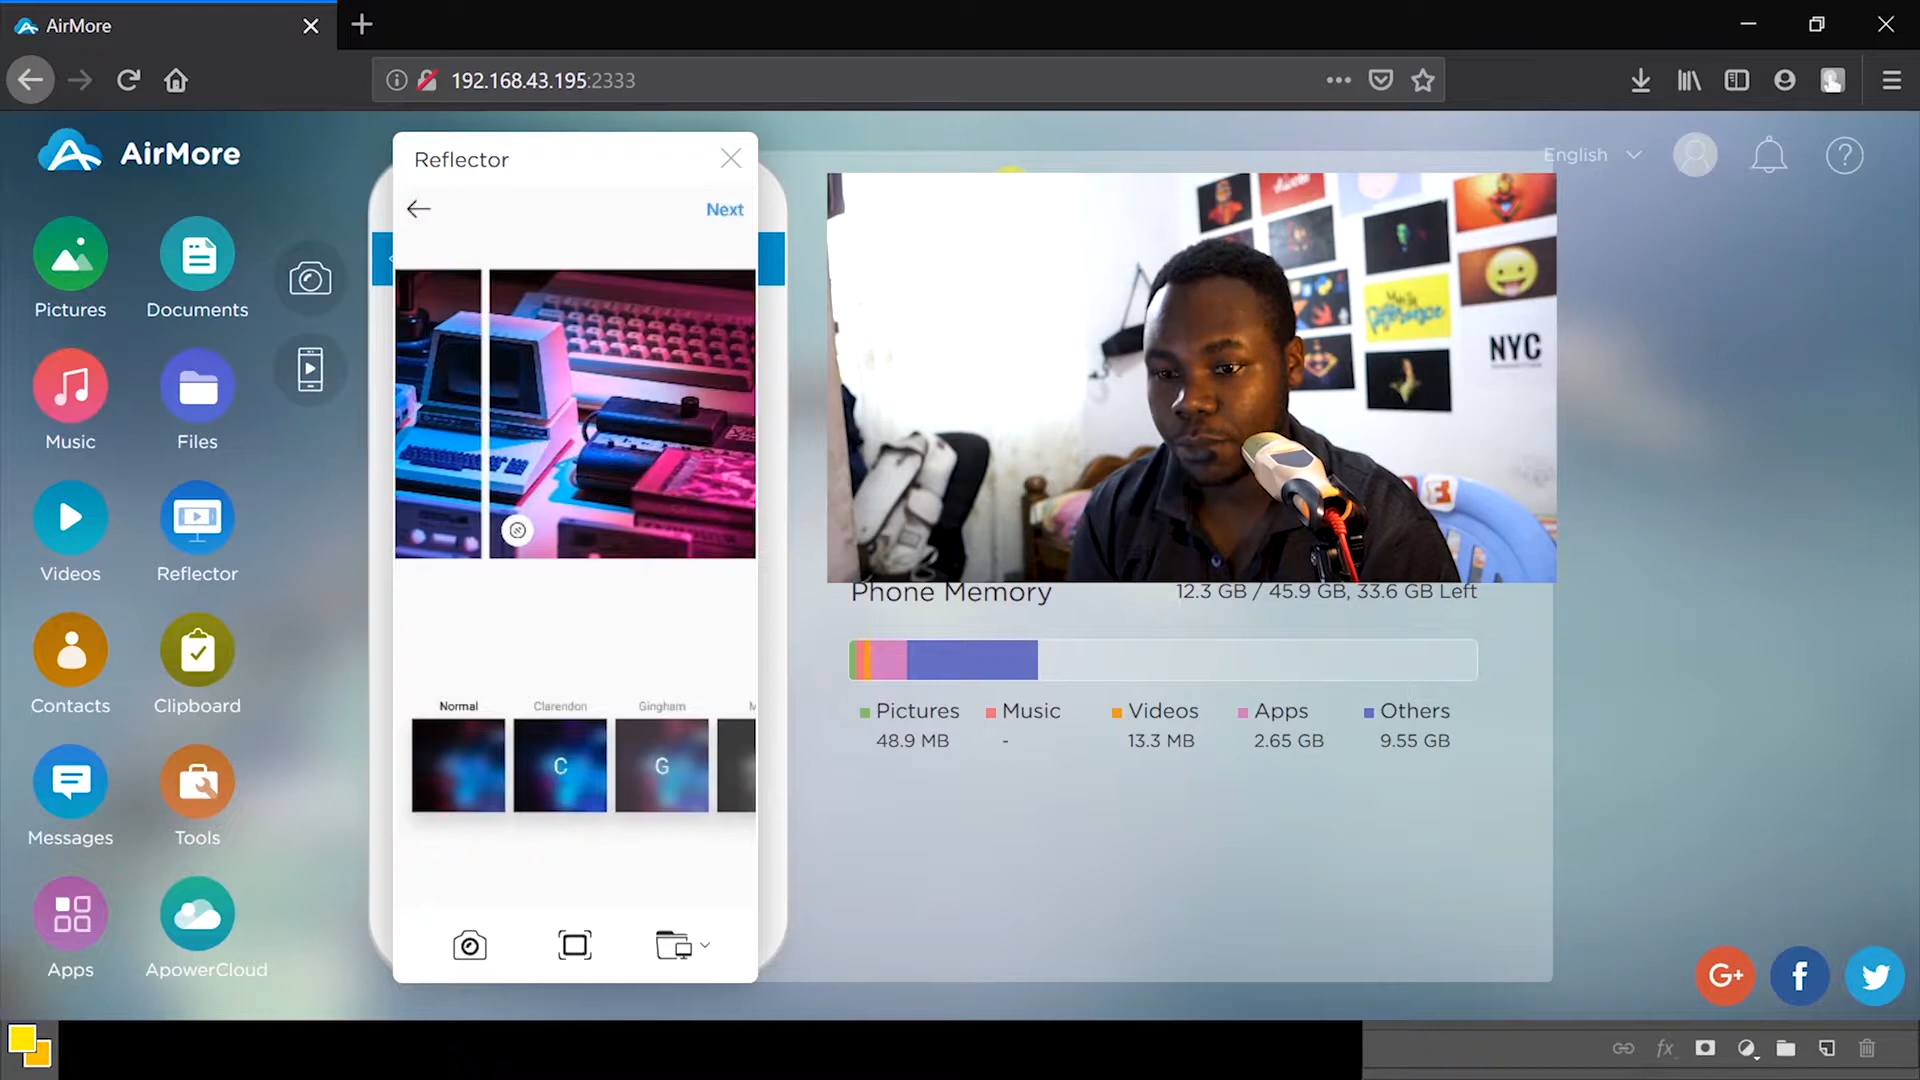 AirMore
192.168.43.195:2333
AirMore
English
Pictures
Documents
Music
Files
Videos
Reflector
Contacts
Clipboard
Messages
Tools
Apps
ApowerCloud
Reflector
Next
Normal
Clarendon
Gingham
M
C
G
NYC
Phone Memory
12.3 GB / 45.9 GB, 33.6 GB Left
Pictures
Music
Videos
Apps
Others
48.9 MB
-
13.3 MB
2.65 GB
9.55 GB
G+
f
fx